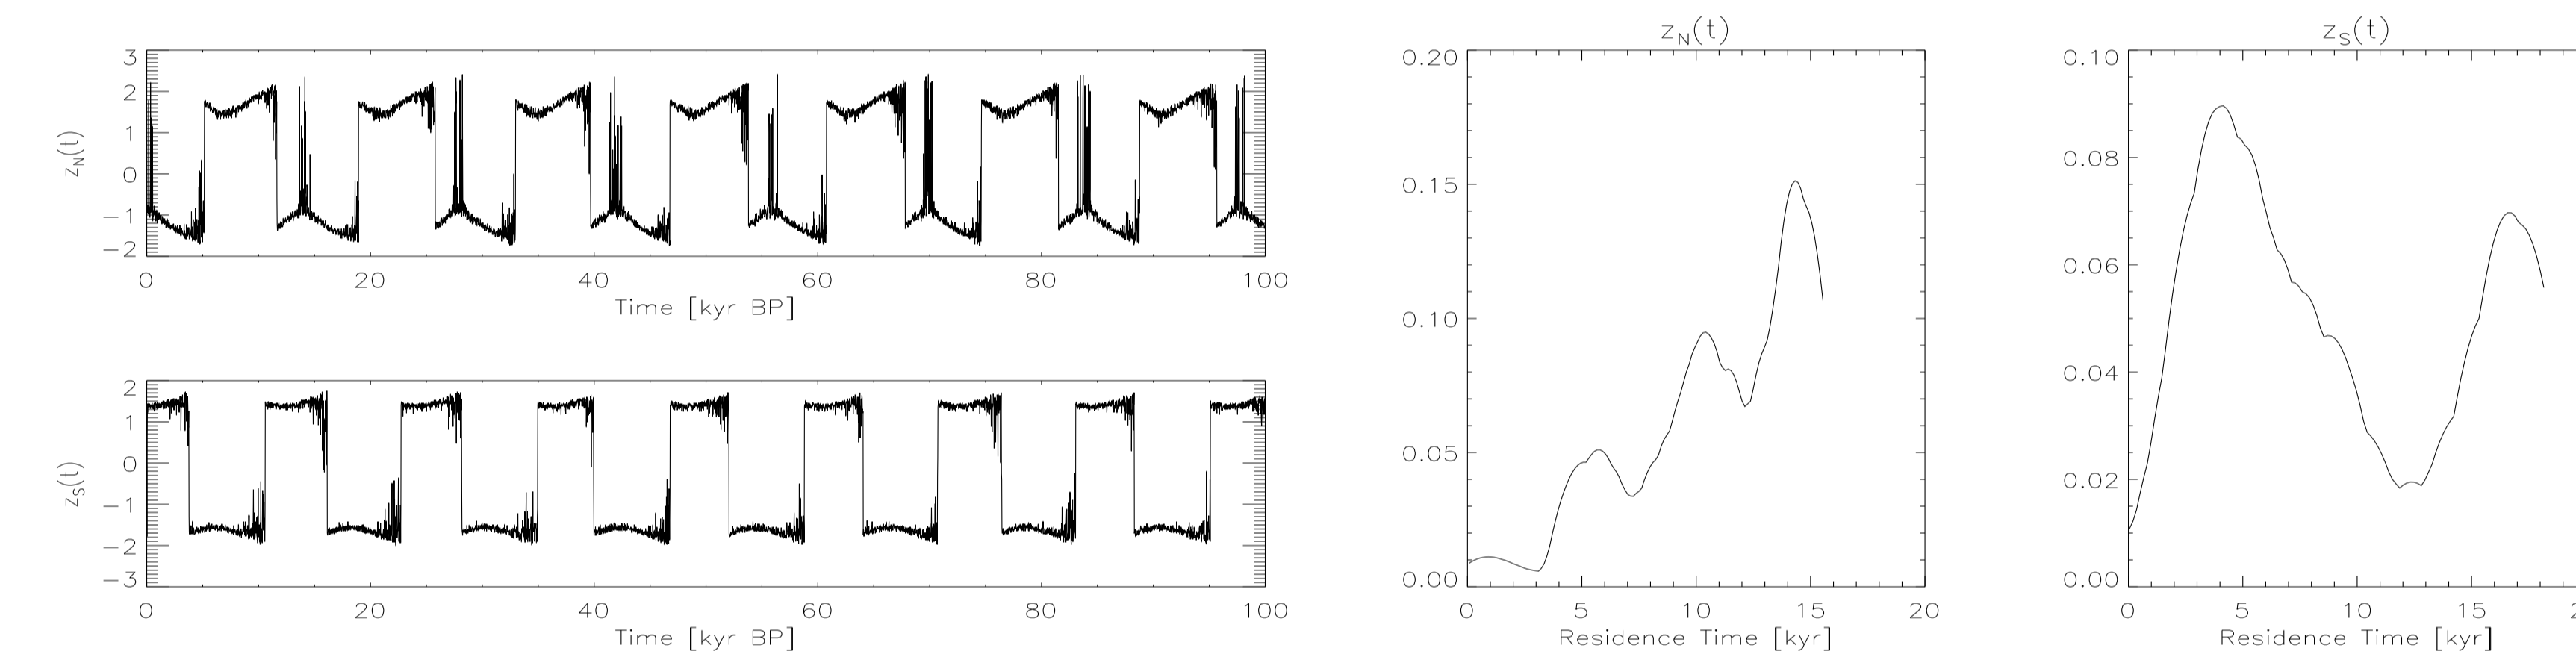 3
2
1
0
−1
−2
z_N(t)
0 20 40 60 80 100
Time [kyr BP]
2
1
0
−1
−2
−3
z_S(t)
0 20 40 60 80 100
Time [kyr BP]
z_N(t)
0.20
0.15
0.10
0.05
0.00
0 5 10 15 20
Residence Time [kyr]
z_S(t)
0.10
0.08
0.06
0.04
0.02
0.00
0 5 10 15
Residence Time [kyr]